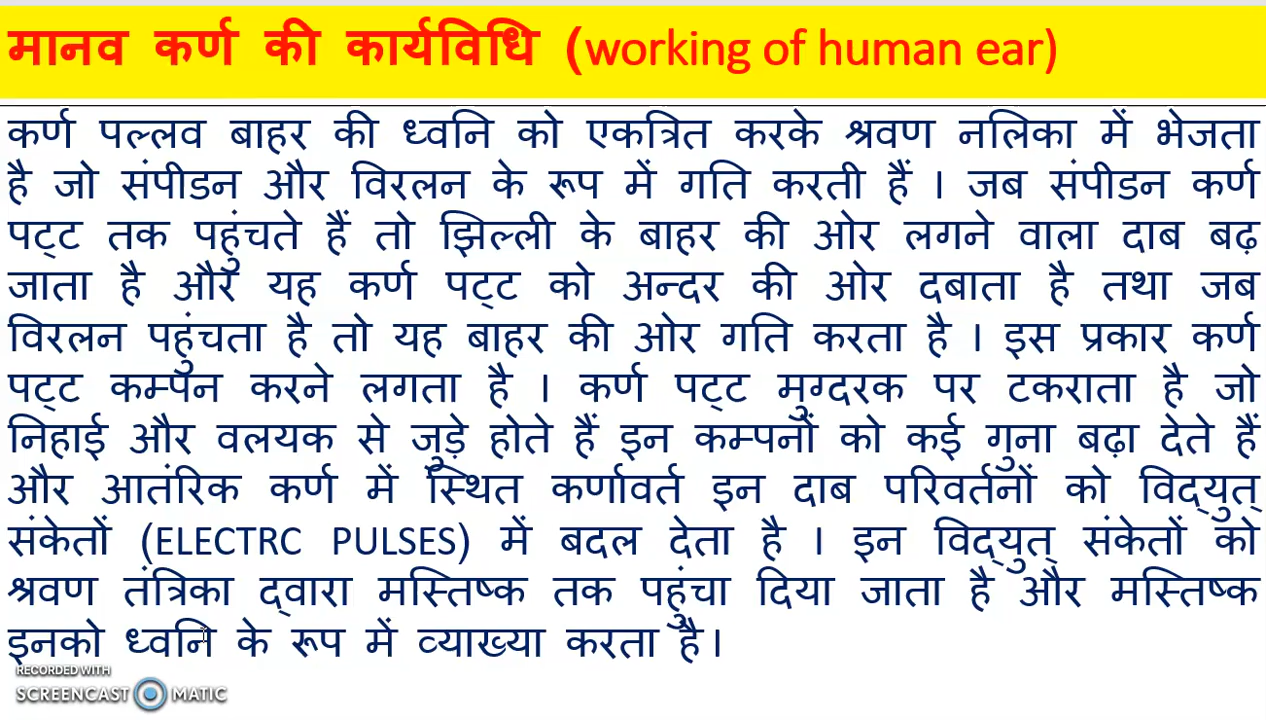 मानव कर्ण की कार्यविधि (working of human ear)
कर्ण पल्लव बाहर की ध्वनि को एकत्रित करके श्रवण नलिका में भेजता
है जो संपीडन और विरलन के रूप में गति करती हैं । जब संपीडन कर्ण
पट्ट तक पहुंचते हैं तो झिल्ली के बाहर की ओर लगने वाला दाब बढ़
जाता है और यह कर्ण पट्ट को अन्दर की ओर दबाता है तथा जब
विरलन पहुंचता है तो यह बाहर की ओर गति करता है । इस प्रकार कर्ण
पट्ट कम्पन करने लगता है । कर्ण पट्ट मुग्दरक पर टकराता है जो
निहाई और वलयक से जुड़े होते हैं इन कम्पनों को कई गुना बढ़ा देते हैं
और आतंरिक कर्ण में स्थित कर्णावर्त इन दाब परिवर्तनों को विद्युत्
संकेतों (ELECTRC PULSES) में बदल देता है । इन विद्युत् संकेतों को
श्रवण तंत्रिका द्वारा मस्तिष्क तक पहुंचा दिया जाता है और मस्तिष्क
इनको ध्वनि के रूप में व्याख्या करता है।
RECORDED WITH
SCREENCAST MATIC